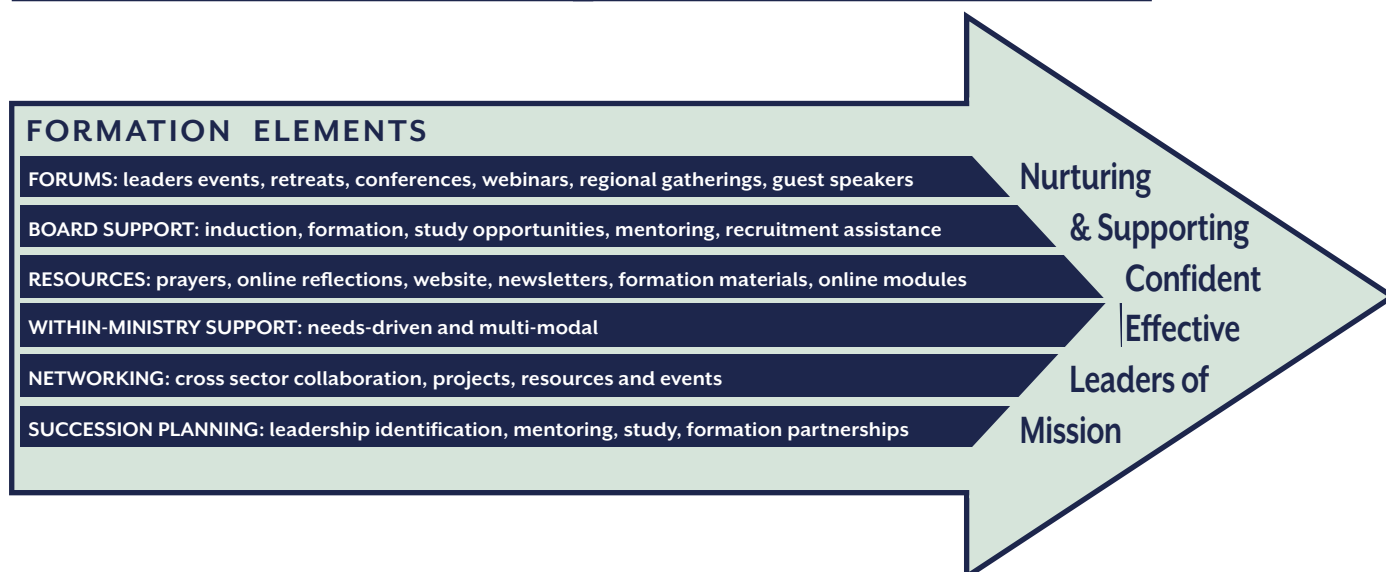 FORMATION ELEMENTS
FORUMS: leaders events, retreats, conferences, webinars, regional gatherings, guest speakers
BOARD SUPPORT: induction, formation, study opportunities, mentoring, recruitment assistance
RESOURCES: prayers, online reflections, website, newsletters, formation materials, online modules
WITHIN-MINISTRY SUPPORT: needs-driven and multi-modal
NETWORKING: cross sector collaboration, projects, resources and events
SUCCESSION PLANNING: leadership identification, mentoring, study, formation partnerships
Nurturing
& Supporting
Confident
Effective
Leaders of
Mission